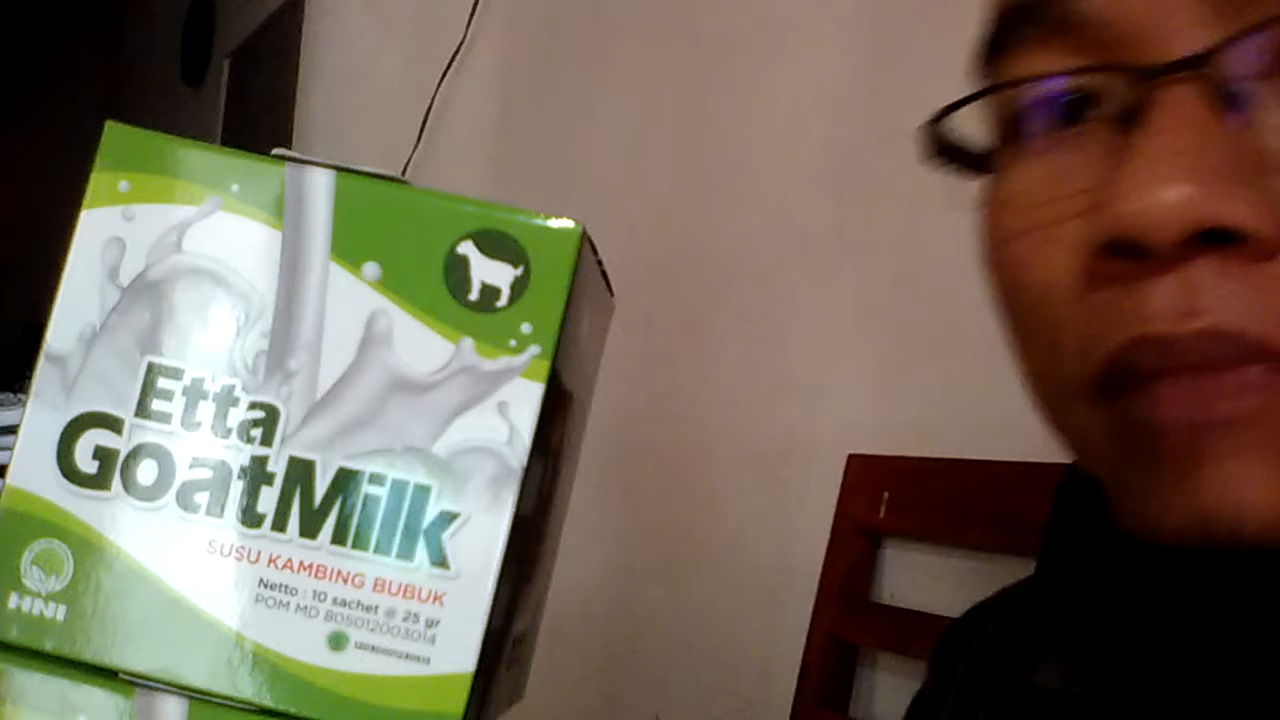 Etta
GoatMilk
SUSU KAMBING BUBUK
Netto : 10 sachet @ 25 gr
POM MD 805012003014
HNI